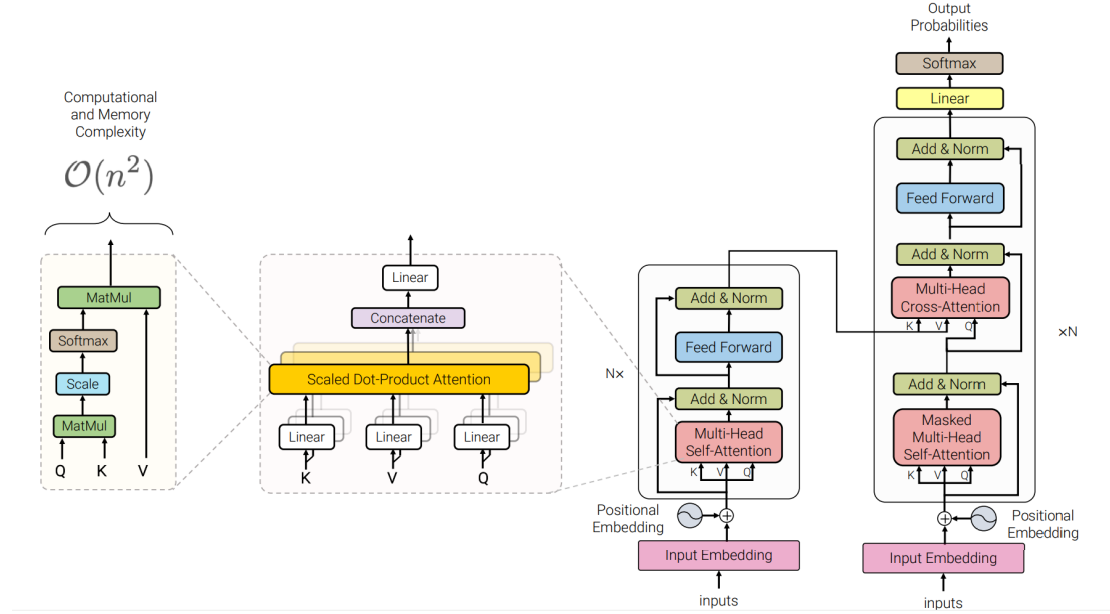 Computational
and Memory
Complexity
O(n²)
MatMul
Softmax
Scale
MatMul
Q
K
V
Linear
Concatenate
Scaled Dot-Product Attention
Linear
Linear
Linear
K
V
Q
Add & Norm
Feed Forward
N×
Add & Norm
Multi-Head
Self-Attention
K
V
Q
Positional
Embedding
+
Input Embedding
inputs
Output
Probabilities
Softmax
Linear
Add & Norm
Feed Forward
Add & Norm
Multi-Head
Cross-Attention
K
V
Q
×N
Add & Norm
Masked
Multi-Head
Self-Attention
K
V
Q
+
Positional
Embedding
Input Embedding
inputs